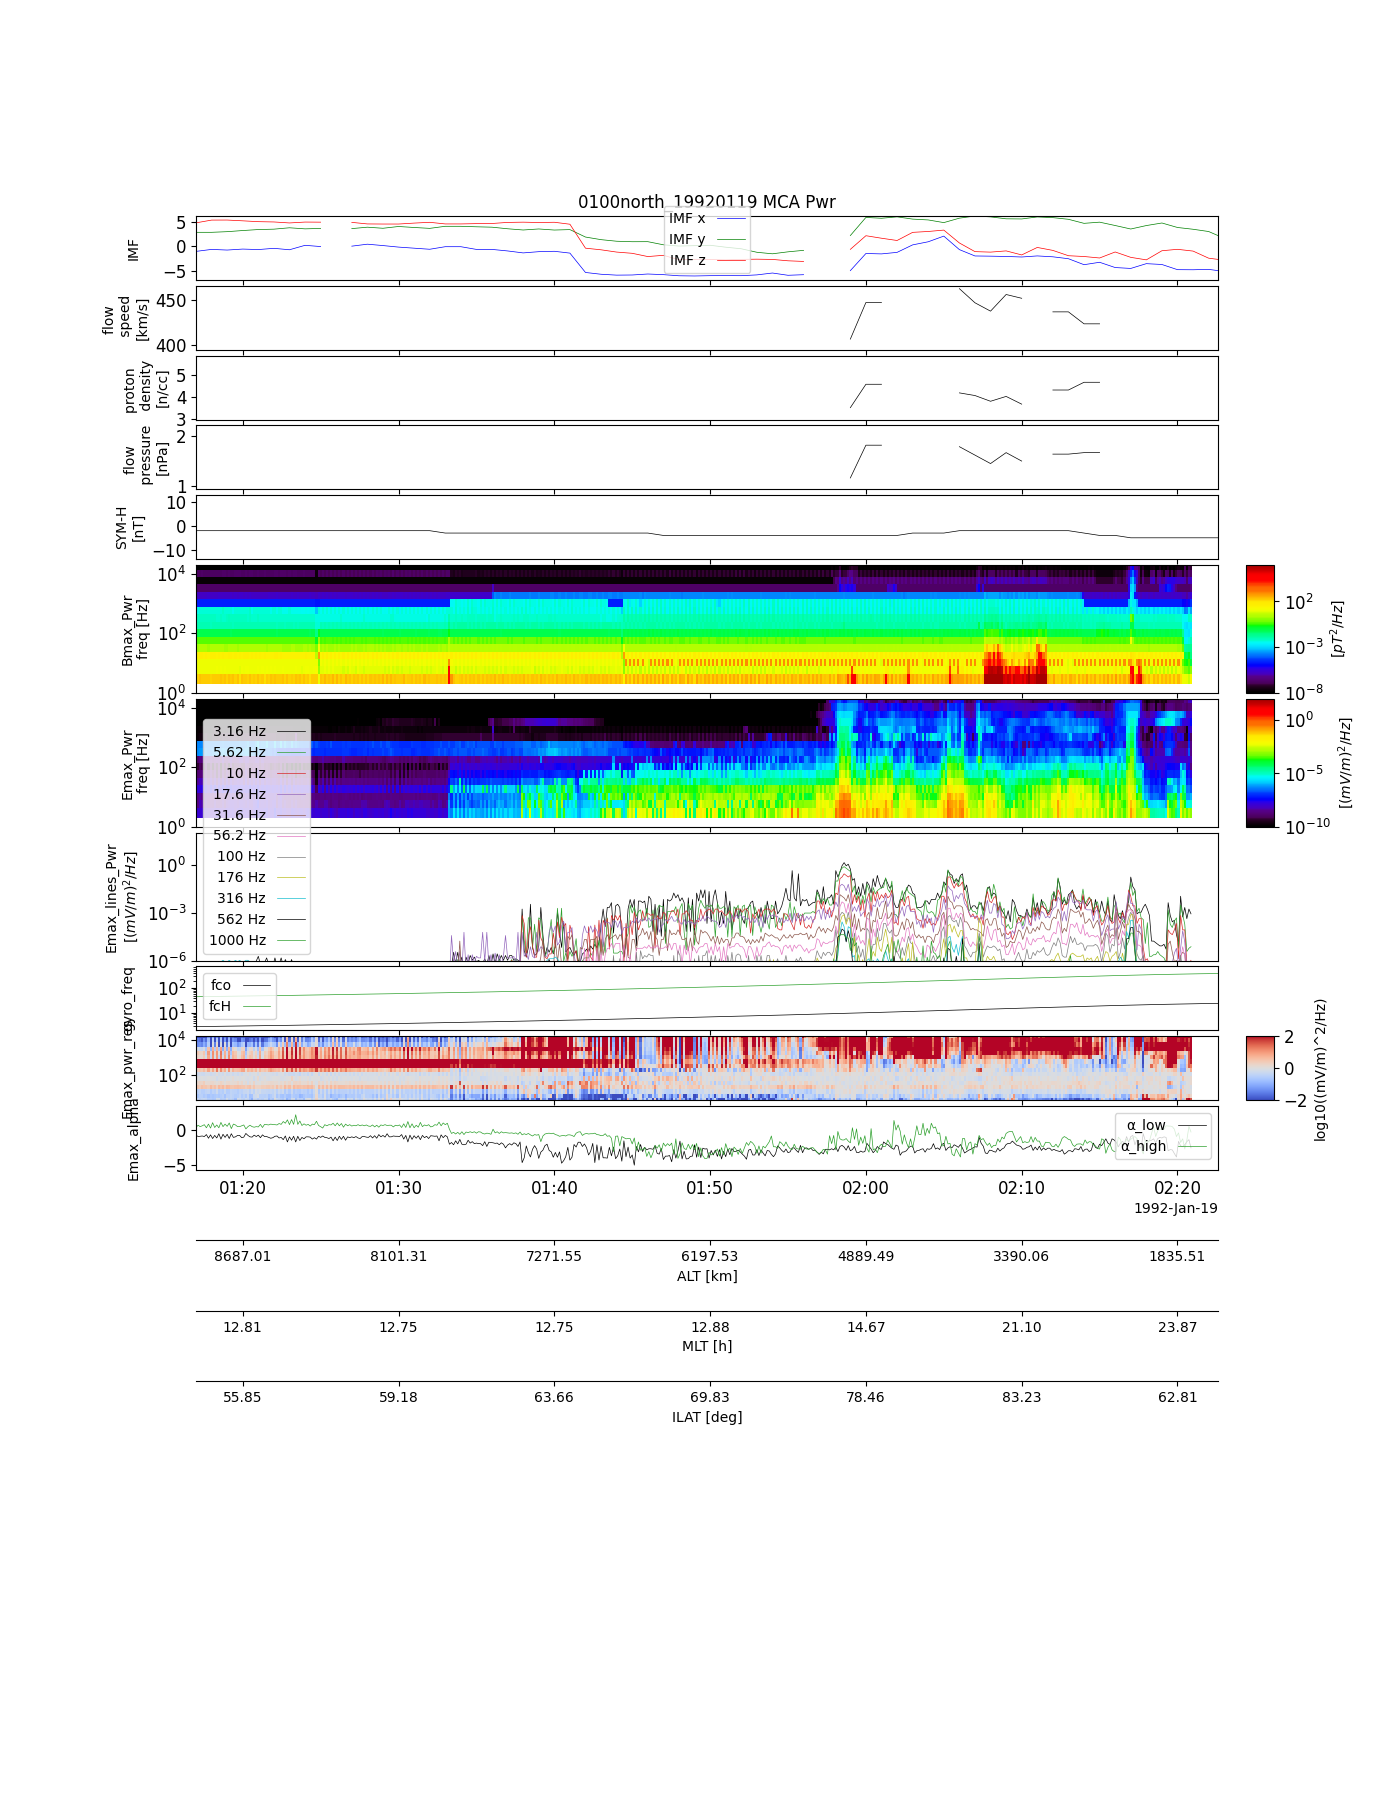 0100north_19920119 MCA Pwr
IMF
5
0
−5
IMF x
IMF y
IMF z
flow
speed
[km/s]
450
400
proton
density
[n/cc]
5
4
3
flow
pressure
[nPa]
2
1
SYM-H
[nT]
10
0
−10
Bmax_Pwr
freq [Hz]
10^4
10^2
10^0
10^2
10^−3
10^−8
[pT^2/Hz]
Emax_Pwr
freq [Hz]
10^4
10^2
10^0
10^0
10^−5
10^−10
[(mV/m)^2/Hz]
3.16 Hz
5.62 Hz
10 Hz
17.6 Hz
31.6 Hz
56.2 Hz
100 Hz
176 Hz
316 Hz
562 Hz
1000 Hz
Emax_lines_Pwr
[(mV/m)^2/Hz]
10^0
10^−3
10^−6
gyro_freq
10^2
10^1
fco
fcH
Emax_pwr_reg
10^4
10^2
2
0
−2
log10((mV/m)^2/Hz)
Emax_alpha
0
−5
α_low
α_high
01:20 01:30 01:40 01:50 02:00 02:10 02:20
1992-Jan-19
8687.01 8101.31 7271.55 6197.53 4889.49 3390.06 1835.51
ALT [km]
12.81 12.75 12.75 12.88 14.67 21.10 23.87
MLT [h]
55.85 59.18 63.66 69.83 78.46 83.23 62.81
ILAT [deg]